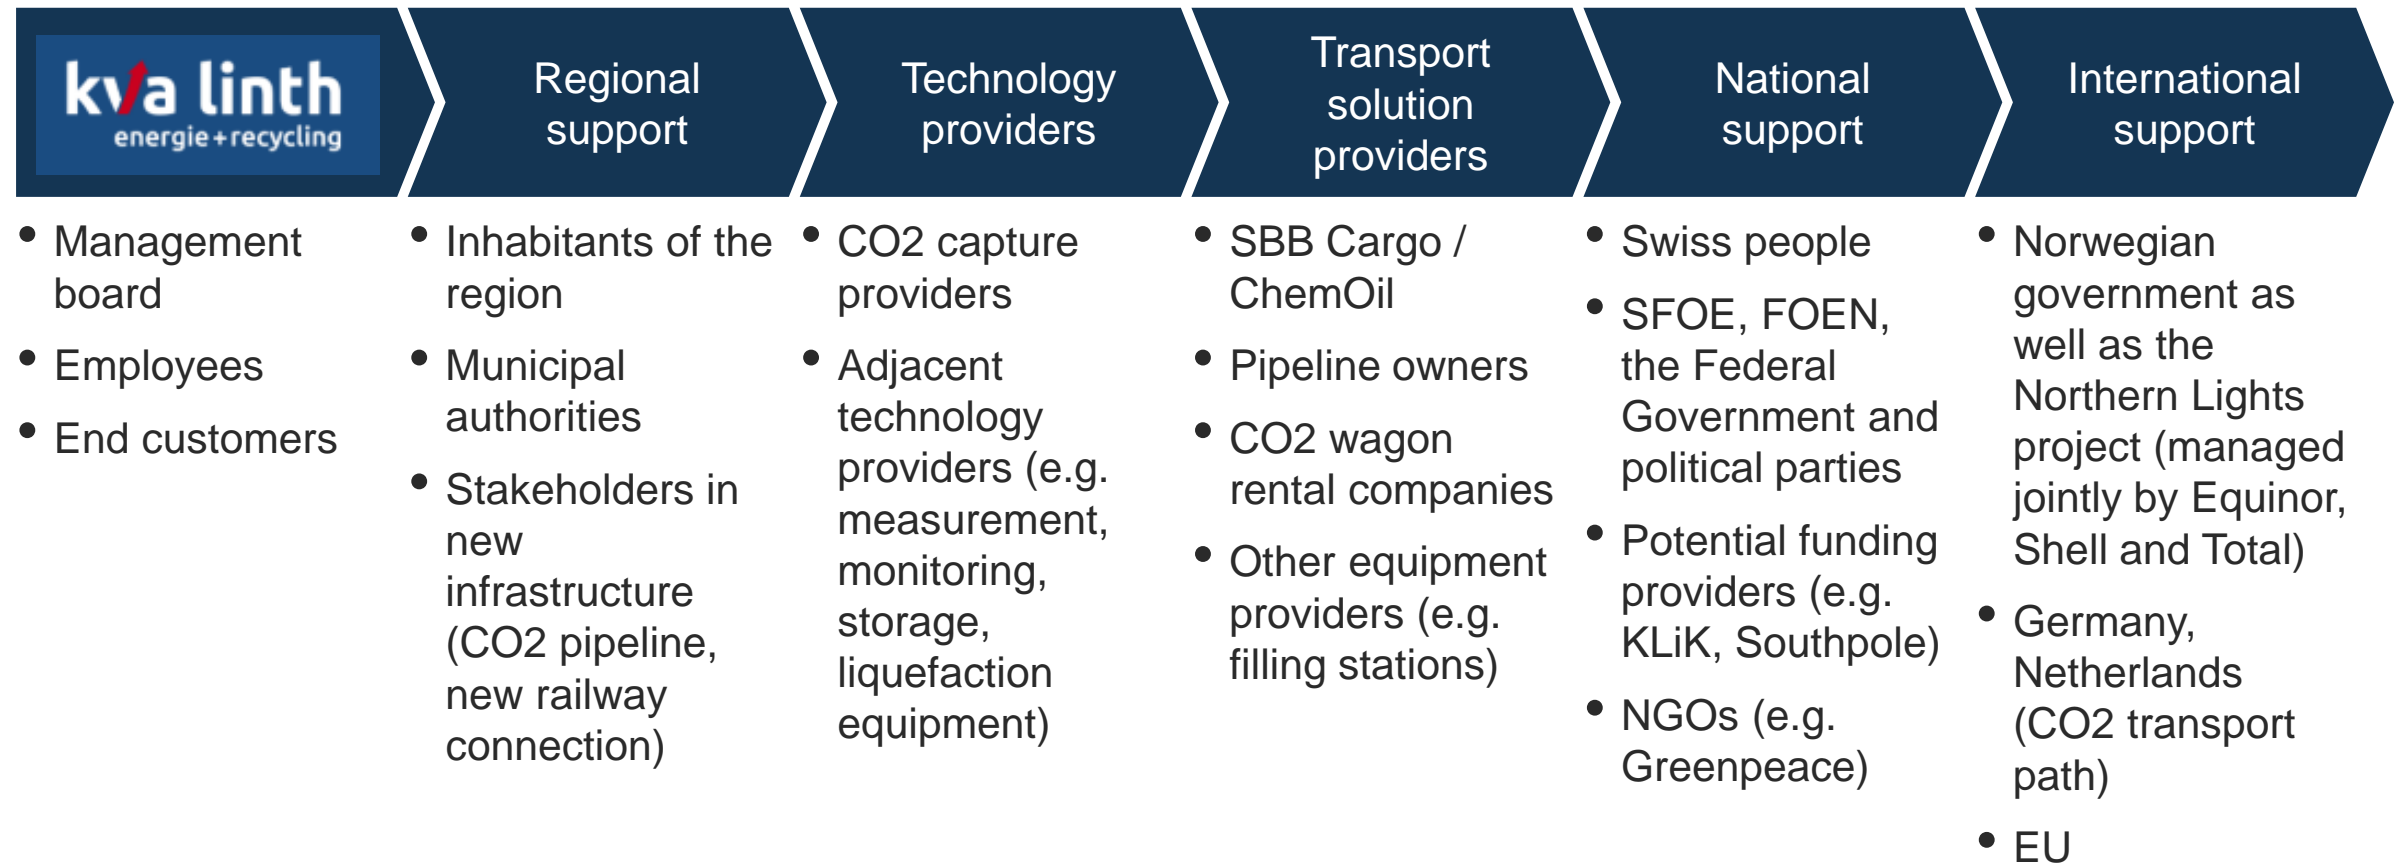 kva linth
energie+recycling
Regional
support
Technology
providers
Transport
solution
providers
National
support
International
support
• Management
board
• Employees
• End customers
• Inhabitants of the
region
• Municipal
authorities
• Stakeholders in
new
infrastructure
(CO2 pipeline,
new railway
connection)
• CO2 capture
providers
• Adjacent
technology
providers (e.g.
measurement,
monitoring,
storage,
liquefaction
equipment)
• SBB Cargo /
ChemOil
• Pipeline owners
• CO2 wagon
rental companies
• Other equipment
providers (e.g.
filling stations)
• Swiss people
• SFOE, FOEN,
the Federal
Government and
political parties
• Potential funding
providers (e.g.
KLiK, Southpole)
• NGOs (e.g.
Greenpeace)
• Norwegian
government as
well as the
Northern Lights
project (managed
jointly by Equinor,
Shell and Total)
• Germany,
Netherlands
(CO2 transport
path)
• EU